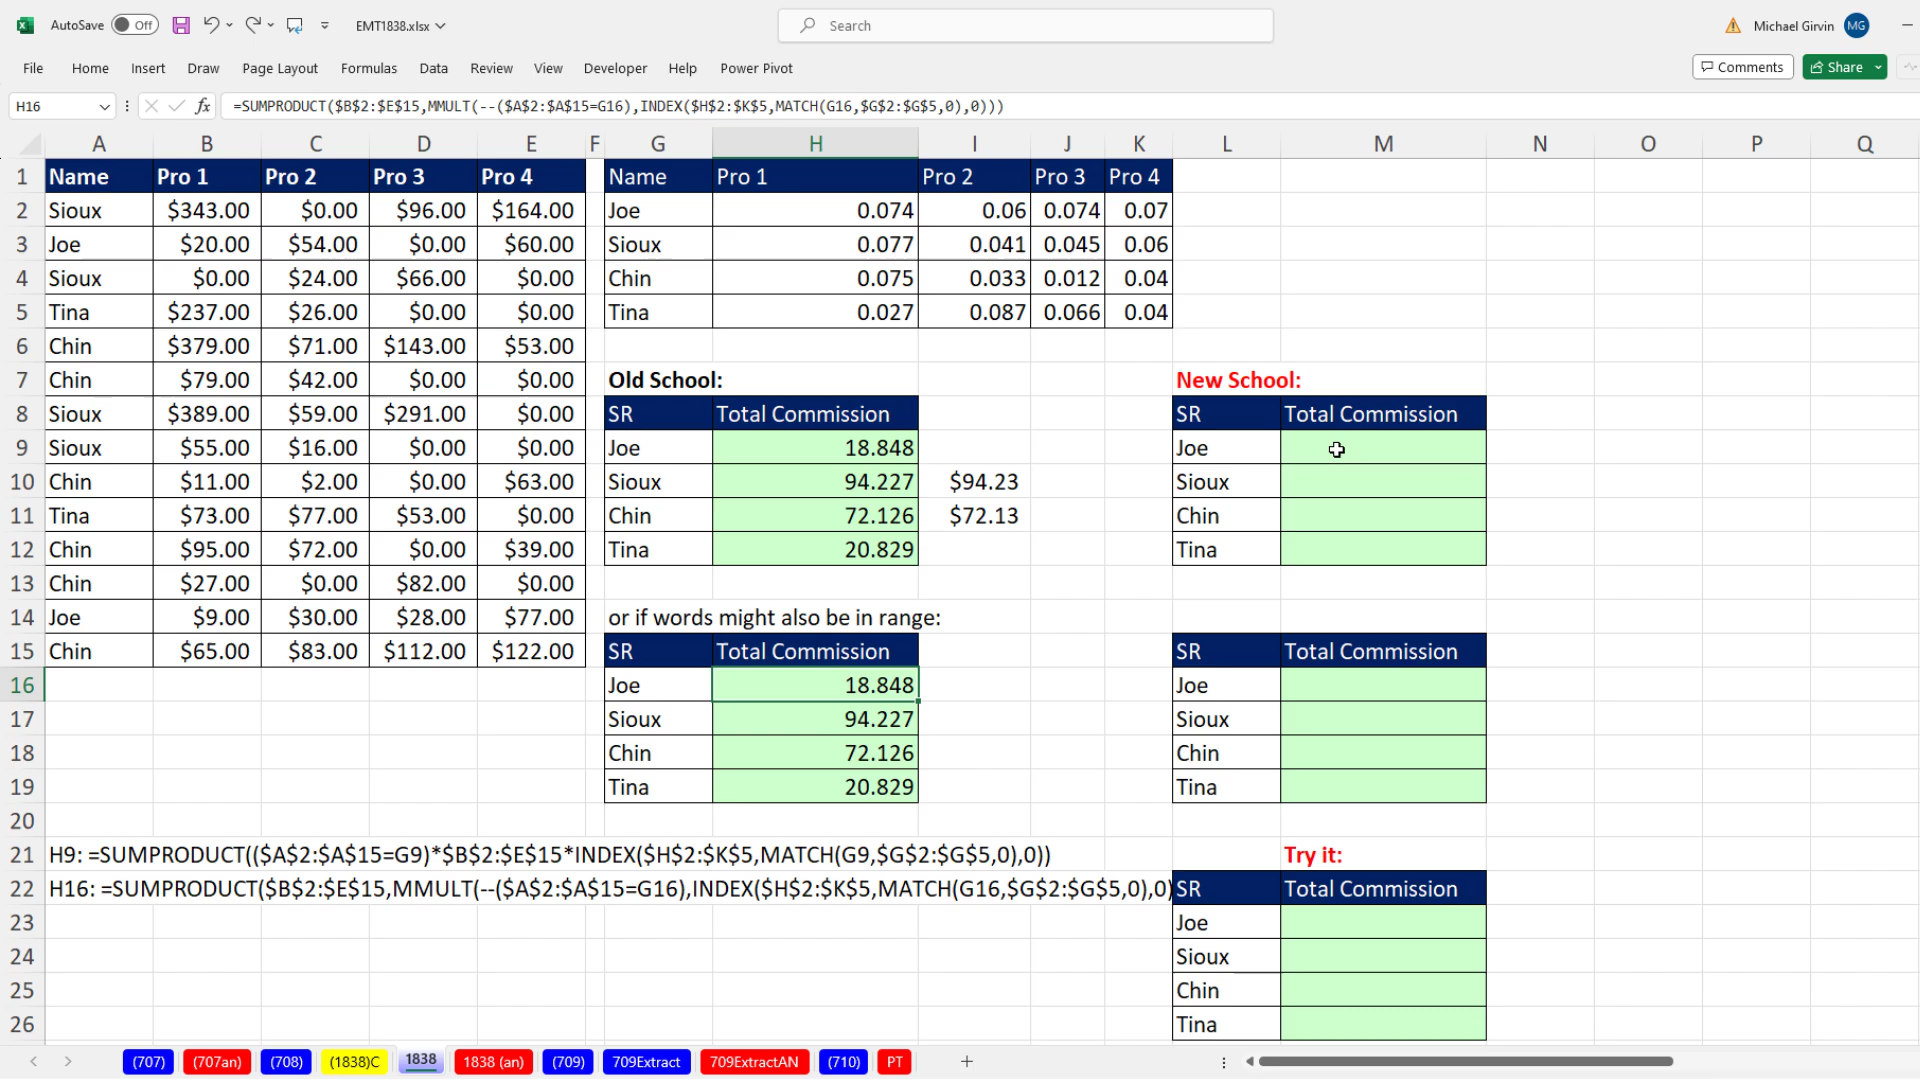 AutoSave Off EMT1838.xlsx Search Michael Girvin MG
File Home Insert Draw Page Layout Formulas Data Review View Developer Help Power Pivot Comments Share
H16 fx =SUMPRODUCT($B$2:$E$15,MMULT(--($A$2:$A$15=G16),INDEX($H$2:$K$5,MATCH(G16,$G$2:$G$5,0),0)))
A B C D E F G H I J K L M N O P Q
1 Name Pro 1 Pro 2 Pro 3 Pro 4 Name Pro 1 Pro 2 Pro 3 Pro 4
2 Sioux $343.00 $0.00 $96.00 $164.00 Joe 0.074 0.06 0.074 0.07
3 Joe $20.00 $54.00 $0.00 $60.00 Sioux 0.077 0.041 0.045 0.06
4 Sioux $0.00 $24.00 $66.00 $0.00 Chin 0.075 0.033 0.012 0.04
5 Tina $237.00 $26.00 $0.00 $0.00 Tina 0.027 0.087 0.066 0.04
6 Chin $379.00 $71.00 $143.00 $53.00
7 Chin $79.00 $42.00 $0.00 $0.00 Old School: New School:
8 Sioux $389.00 $59.00 $291.00 $0.00 SR Total Commission SR Total Commission
9 Sioux $55.00 $16.00 $0.00 $0.00 Joe 18.848 Joe
10 Chin $11.00 $2.00 $0.00 $63.00 Sioux 94.227 $94.23 Sioux
11 Tina $73.00 $77.00 $53.00 $0.00 Chin 72.126 $72.13 Chin
12 Chin $95.00 $72.00 $0.00 $39.00 Tina 20.829 Tina
13 Chin $27.00 $0.00 $82.00 $0.00
14 Joe $9.00 $30.00 $28.00 $77.00 or if words might also be in range:
15 Chin $65.00 $83.00 $112.00 $122.00 SR Total Commission SR Total Commission
16 Joe 18.848 Joe
17 Sioux 94.227 Sioux
18 Chin 72.126 Chin
19 Tina 20.829 Tina
20
21 H9: =SUMPRODUCT(($A$2:$A$15=G9)*$B$2:$E$15*INDEX($H$2:$K$5,MATCH(G9,$G$2:$G$5,0),0)) Try it:
22 H16: =SUMPRODUCT($B$2:$E$15,MMULT(--($A$2:$A$15=G16),INDEX($H$2:$K$5,MATCH(G16,$G$2:$G$5,0),0) SR Total Commission
23 Joe
24 Sioux
25 Chin
26 Tina
(707) (707an) (708) (1838)C 1838 1838 (an) (709) 709Extract 709ExtractAN (710) PT